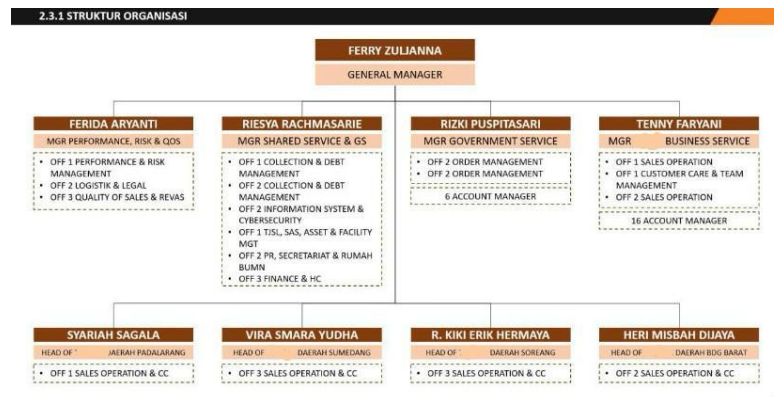 2.3.1 STRUKTUR ORGANISASI
FERRY ZULJANNA
GENERAL MANAGER
FERIDA ARYANTI
MGR PERFORMANCE, RISK & QOS
• OFF 1 PERFORMANCE & RISK
MANAGEMENT
• OFF 2 LOGISTIK & LEGAL
• OFF 3 QUALITY OF SALES & REVAS
RIESYA RACHMASARIE
MGR SHARED SERVICE & GS
• OFF 1 COLLECTION & DEBT
MANAGEMENT
• OFF 2 COLLECTION & DEBT
MANAGEMENT
• OFF 2 INFORMATION SYSTEM &
CYBERSECURITY
• OFF 1 TJSL, SAS, ASSET & FACILITY
MGT
• OFF 2 PR, SECRETARIAT & RUMAH
BUMN
• OFF 3 FINANCE & HC
RIZKI PUSPITASARI
MGR GOVERNMENT SERVICE
• OFF 2 ORDER MANAGEMENT
• OFF 2 ORDER MANAGEMENT
6 ACCOUNT MANAGER
TENNY FARYANI
MGR BUSINESS SERVICE
• OFF 1 SALES OPERATION
• OFF 1 CUSTOMER CARE & TEAM
MANAGEMENT
• OFF 2 SALES OPERATION
16 ACCOUNT MANAGER
SYARIAH SAGALA
HEAD OF DAERAH PADALARANG
• OFF 1 SALES OPERATION & CC
VIRA SMARA YUDHA
HEAD OF DAERAH SUMEDANG
• OFF 3 SALES OPERATION & CC
R. KIKI ERIK HERMAYA
HEAD OF DAERAH SOREANG
• OFF 3 SALES OPERATION & CC
HERI MISBAH DIJAYA
HEAD OF DAERAH BDG BARAT
• OFF 2 SALES OPERATION & CC